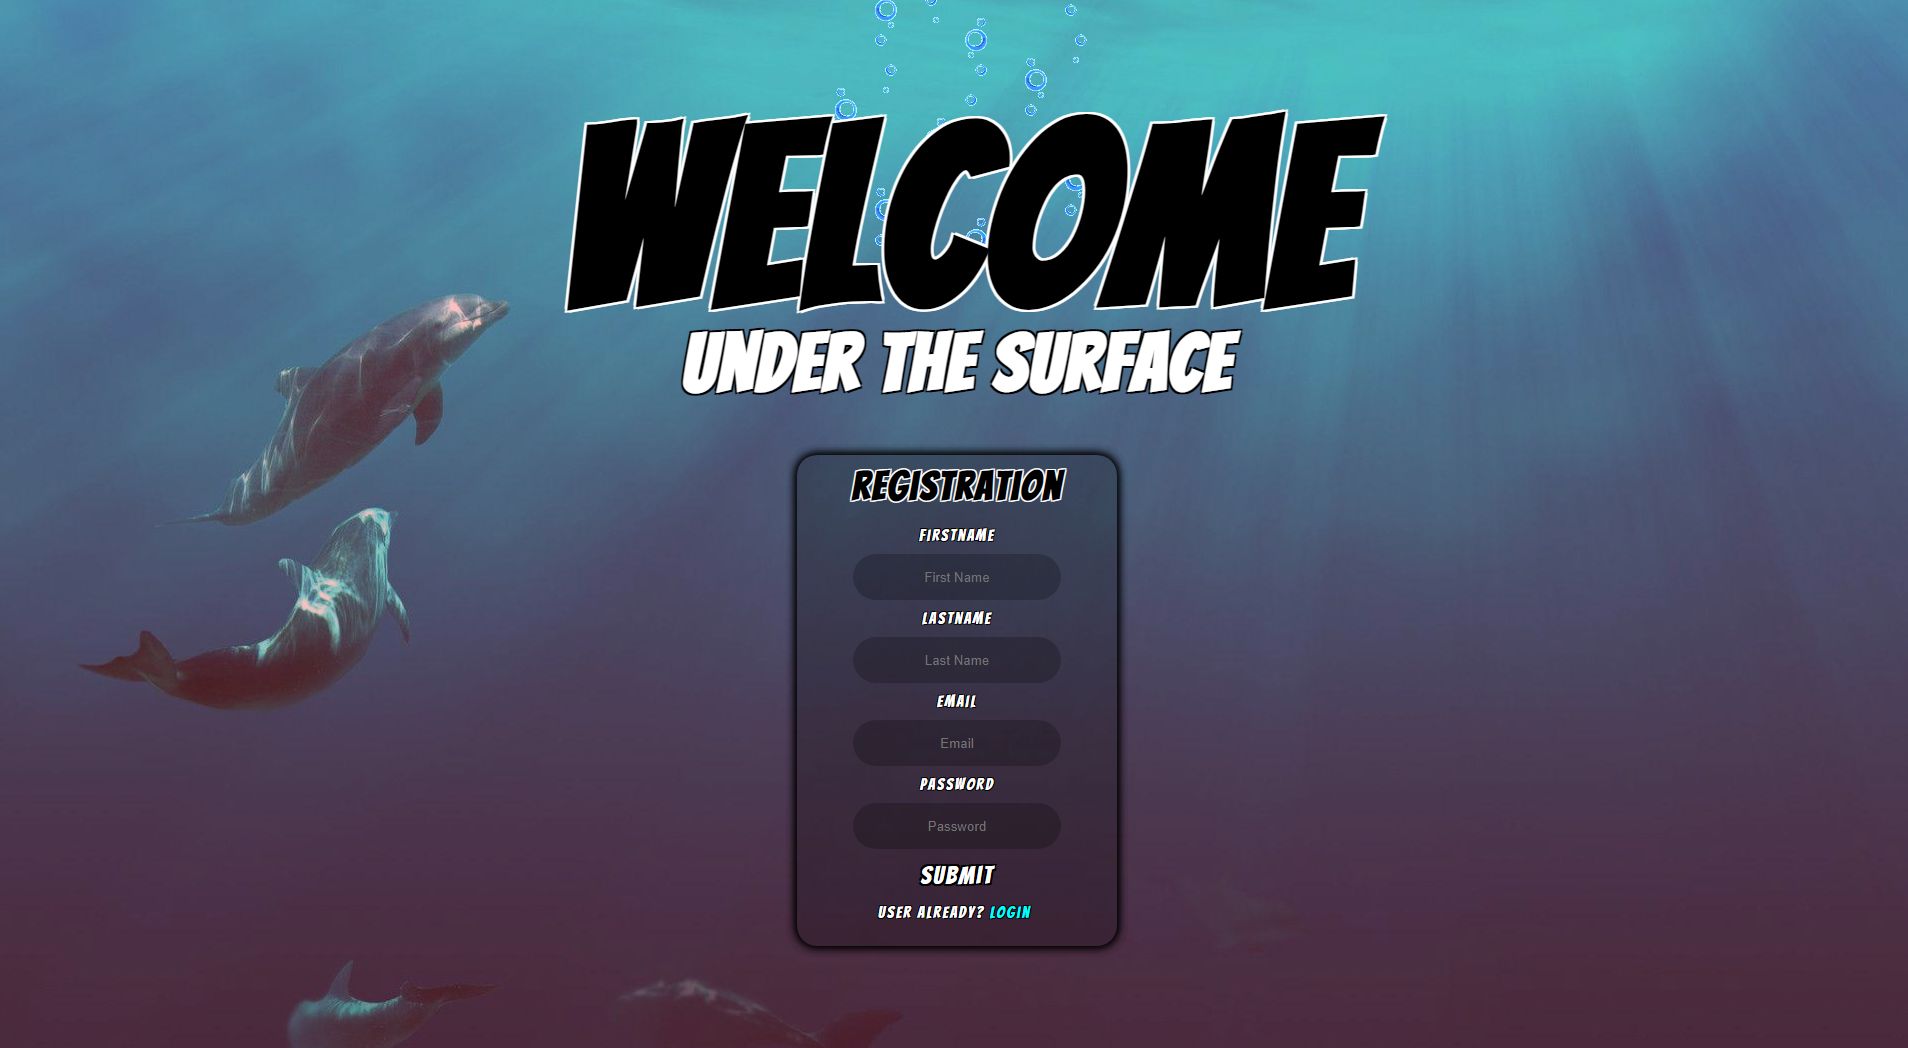 WELCOME
UNDER THE SURFACE
REGISTRATION
FIRSTNAME
First Name
LASTNAME
Last Name
EMAIL
Email
PASSWORD
Password
SUBMIT
USER ALREADY? LOGIN